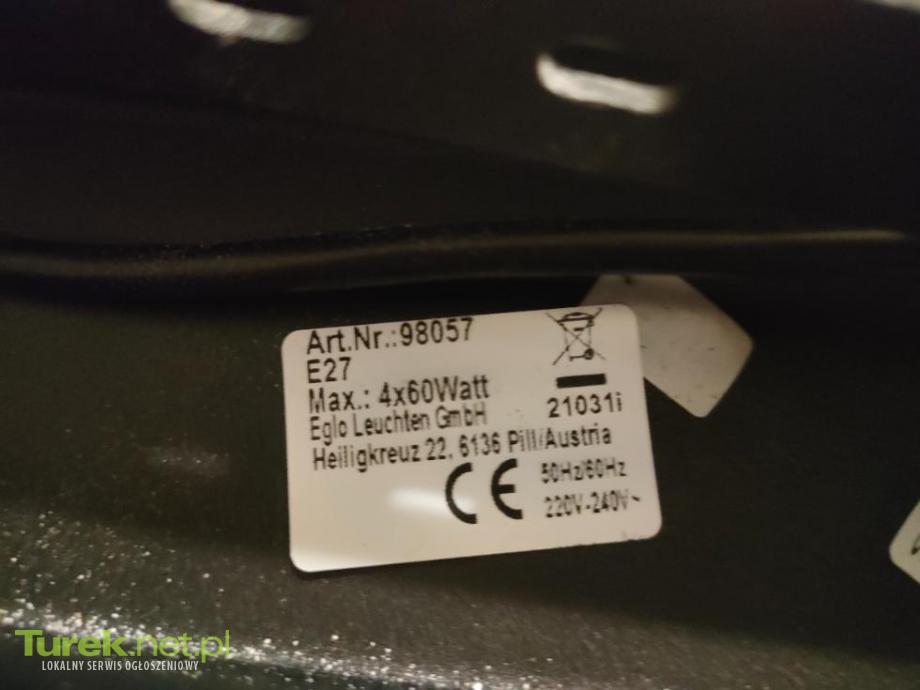 Art.Nr.:98057
E27
Max.: 4x60Watt
Eglo Leuchten GmbH
21031i
Heiligkreuz 22, 6136 Pill/Austria
CE
50Hz/60Hz
220V-240V~
Turek.net.pl
LOKALNY SERWIS OGŁOSZENIOWY